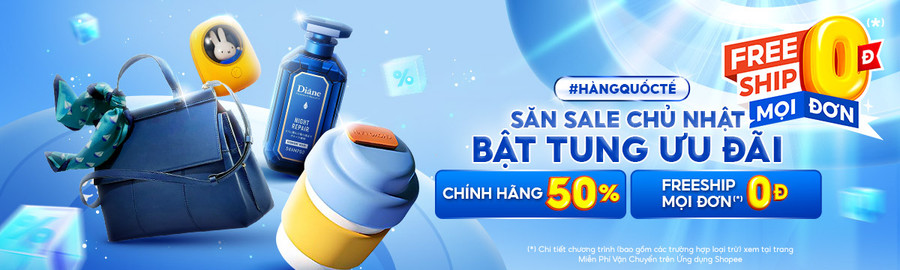 FREE
SHIP
0Đ
(*)
MỌI ĐƠN
#HÀNGQUỐCTẾ
SĂN SALE CHỦ NHẬT
BẬT TUNG ƯU ĐÃI
CHÍNH HÃNG 50%
FREESHIP
MỌI ĐƠN(*) 0Đ
Diane
NIGHT
REPAIR
SHAMPOO
%
(*) Chi tiết chương trình (bao gồm các trường hợp loại trừ) xem tại trang
Miễn Phí Vận Chuyển trên Ứng dụng Shopee